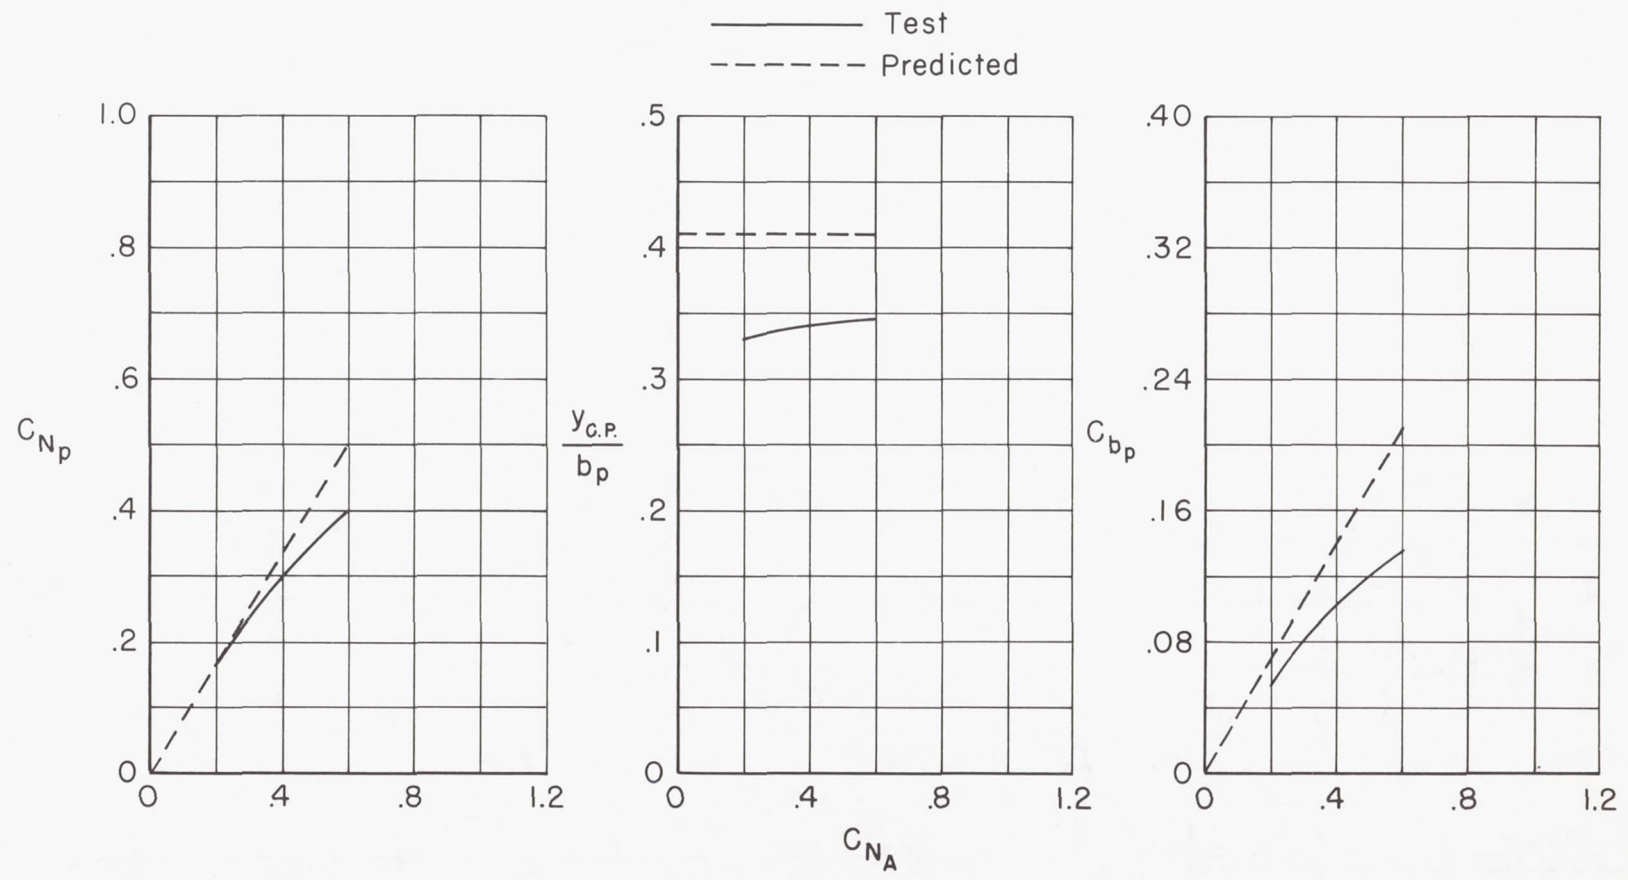 Test
Predicted
1.0
.8
.6
.4
.2
0
C_{N_p}
0 .4 .8 1.2
.5
.4
.3
.2
.1
0
y_{C.P.}
b_p
0 .4 .8 1.2
C_{N_A}
.40
.32
.24
.16
.08
0
C_{b_p}
0 .4 .8 1.2